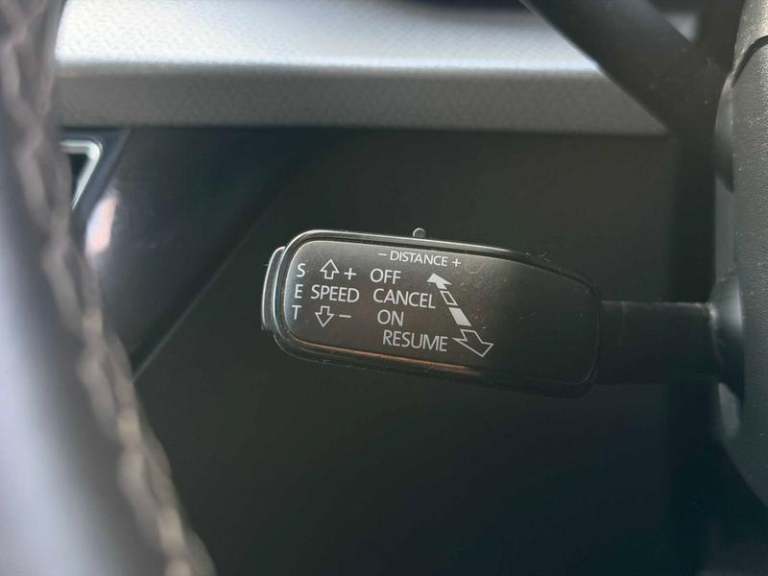 - DISTANCE +
S + OFF
E SPEED CANCEL
T - ON
RESUME